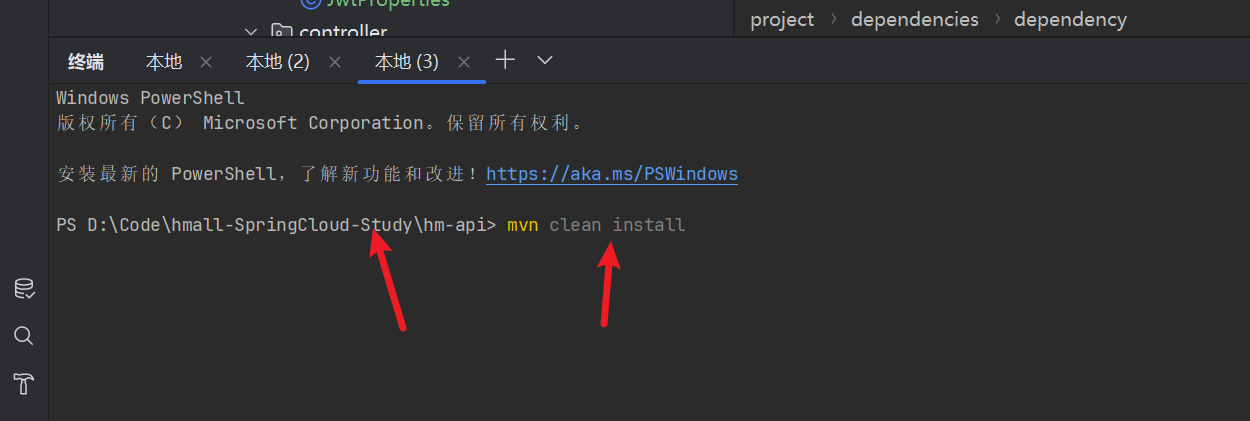 JwtProperties
controller
project › dependencies › dependency
终端 本地 × 本地 (2) × 本地 (3) ×
Windows PowerShell
版权所有（C） Microsoft Corporation。保留所有权利。
安装最新的 PowerShell，了解新功能和改进！https://aka.ms/PSWindows
PS D:\Code\hmall-SpringCloud-Study\hm-api> mvn clean install